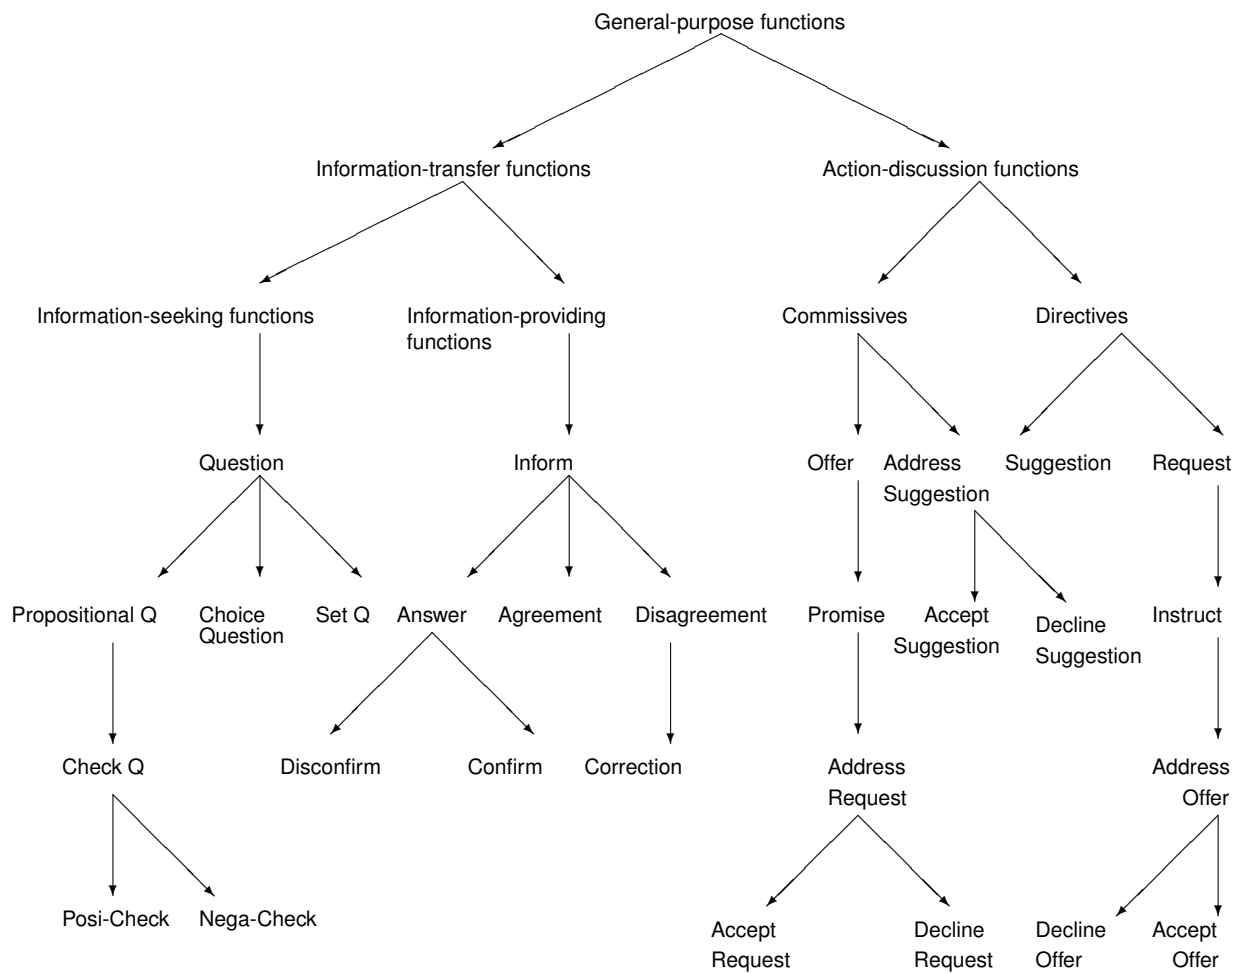 General-purpose functions
Information-transfer functions
Action-discussion functions
Information-seeking functions
Information-providing
functions
Commissives
Directives
Question
Inform
Offer
Address
Suggestion
Suggestion
Request
Propositional Q
Choice
Question
Set Q
Answer
Agreement
Disagreement
Promise
Accept
Suggestion
Decline
Suggestion
Instruct
Check Q
Disconfirm
Confirm
Correction
Address
Request
Address
Offer
Posi-Check
Nega-Check
Accept
Request
Decline
Request
Decline
Offer
Accept
Offer